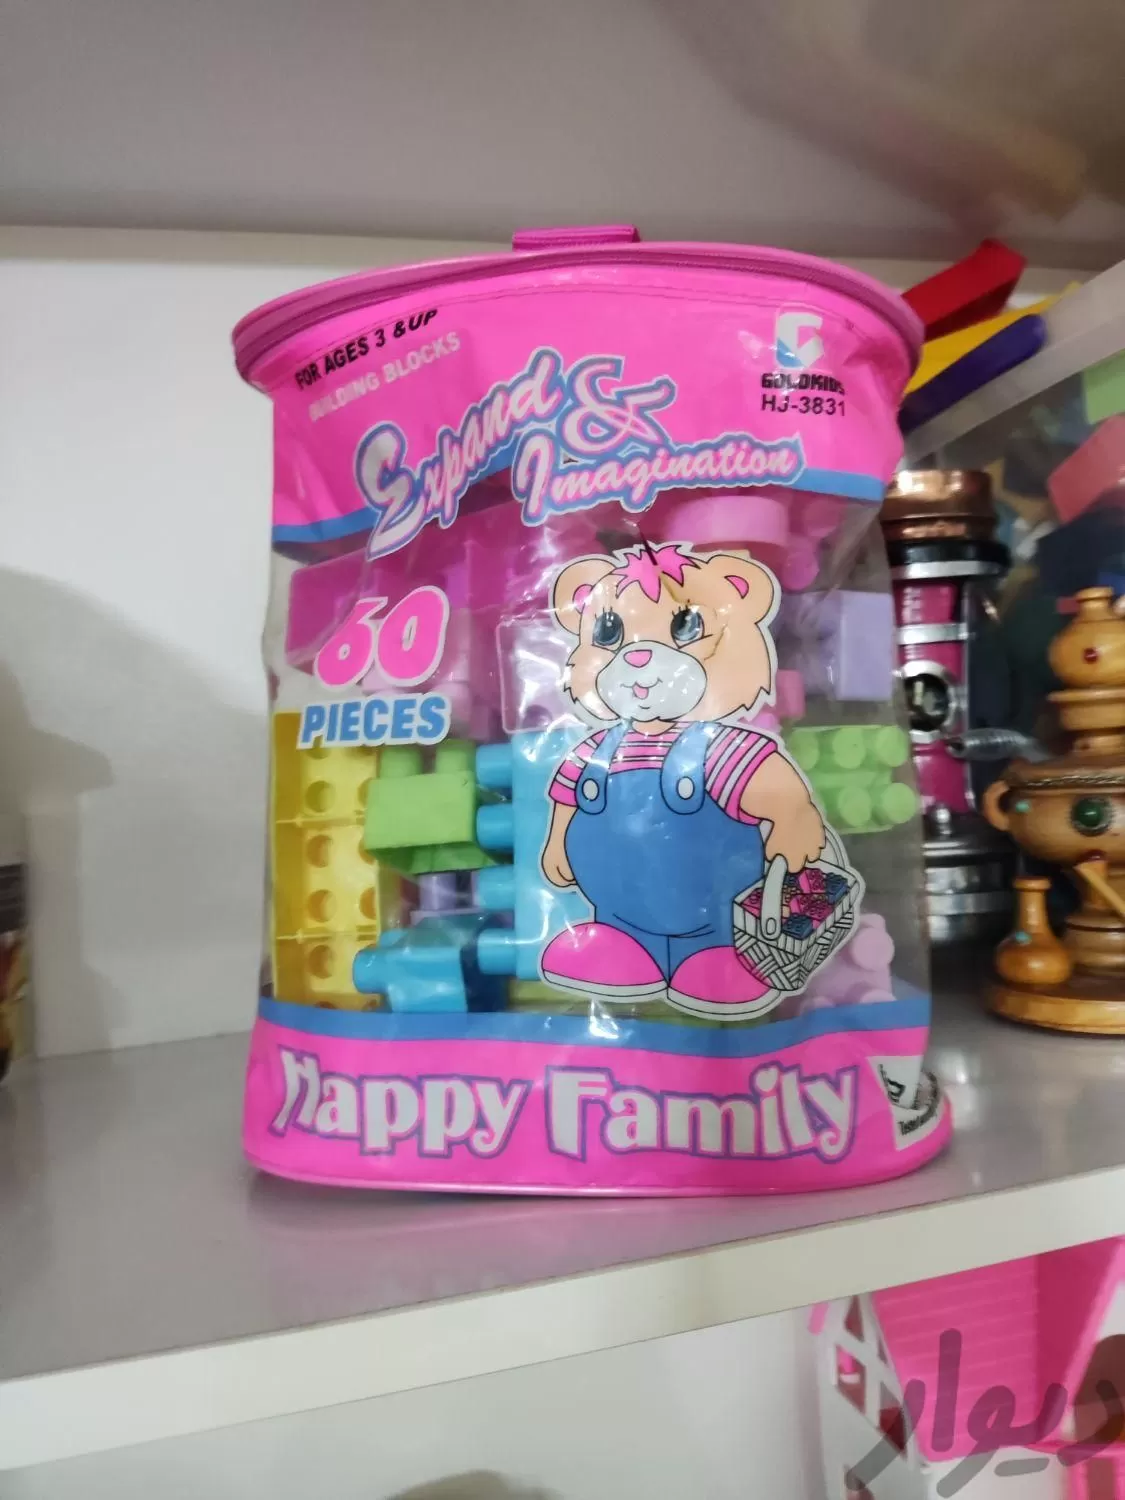 FOR AGES 3 & UP
BUILDING BLOCKS
GOLDKIDS
HJ-3831
Expand &
Imagination
60
PIECES
Happy Family
دیوار